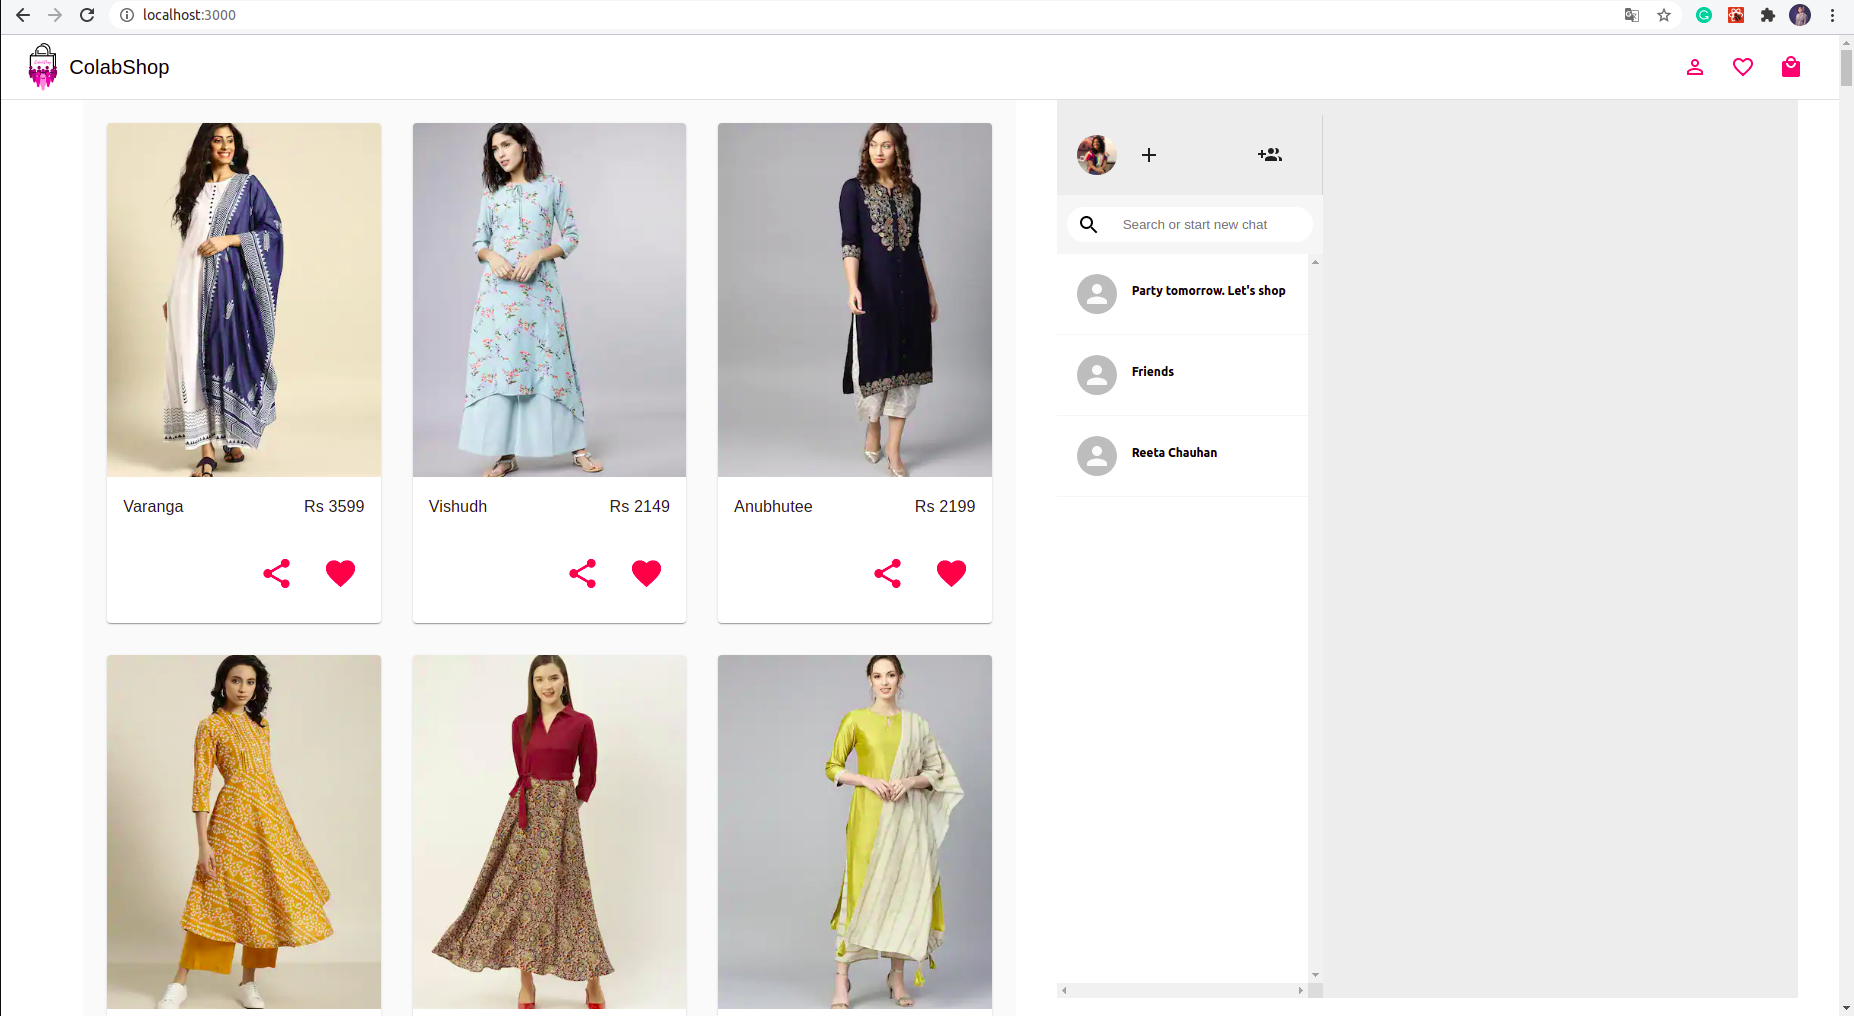 localhost:3000
ColabShop
Search or start new chat
Party tomorrow. Let's shop
Friends
Reeta Chauhan
Varanga Rs 3599
Vishudh Rs 2149
Anubhutee Rs 2199